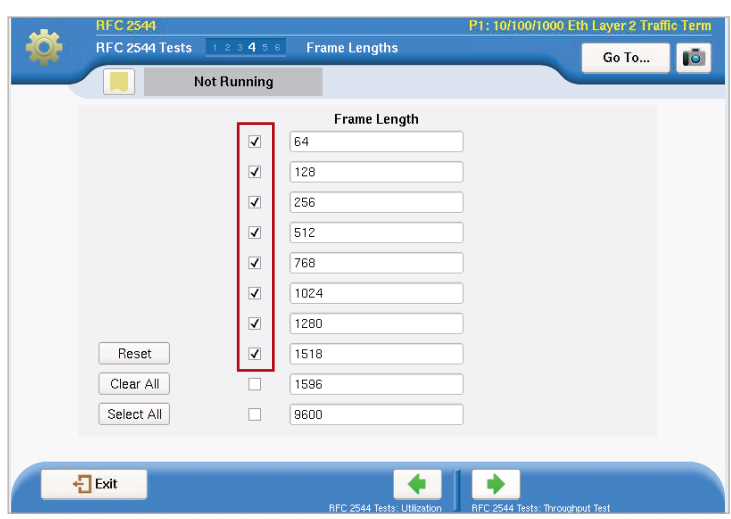 RFC 2544 P1: 10/100/1000 Eth Layer 2 Traffic Term
RFC 2544 Tests 1 2 3 4 5 6 Frame Lengths
Go To...
Not Running
Frame Length
64
128
256
512
768
1024
1280
Reset 1518
Clear All 1596
Select All 9600
Exit
RFC 2544 Tests: Utilization RFC 2544 Tests: Throughput Test